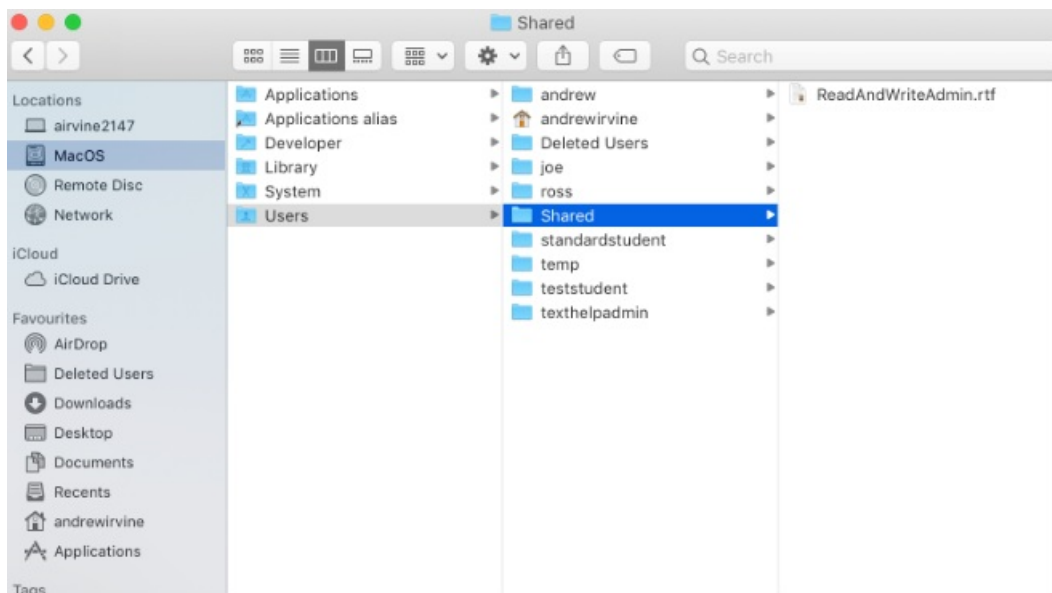 Shared
Search
Locations
airvine2147
MacOS
Remote Disc
Network
iCloud
iCloud Drive
Favourites
AirDrop
Deleted Users
Downloads
Desktop
Documents
Recents
andrewirvine
Applications
Tags
Applications
Applications alias
Developer
Library
System
Users
andrew
andrewirvine
Deleted Users
joe
ross
Shared
standardstudent
temp
teststudent
texthelpadmin
ReadAndWriteAdmin.rtf